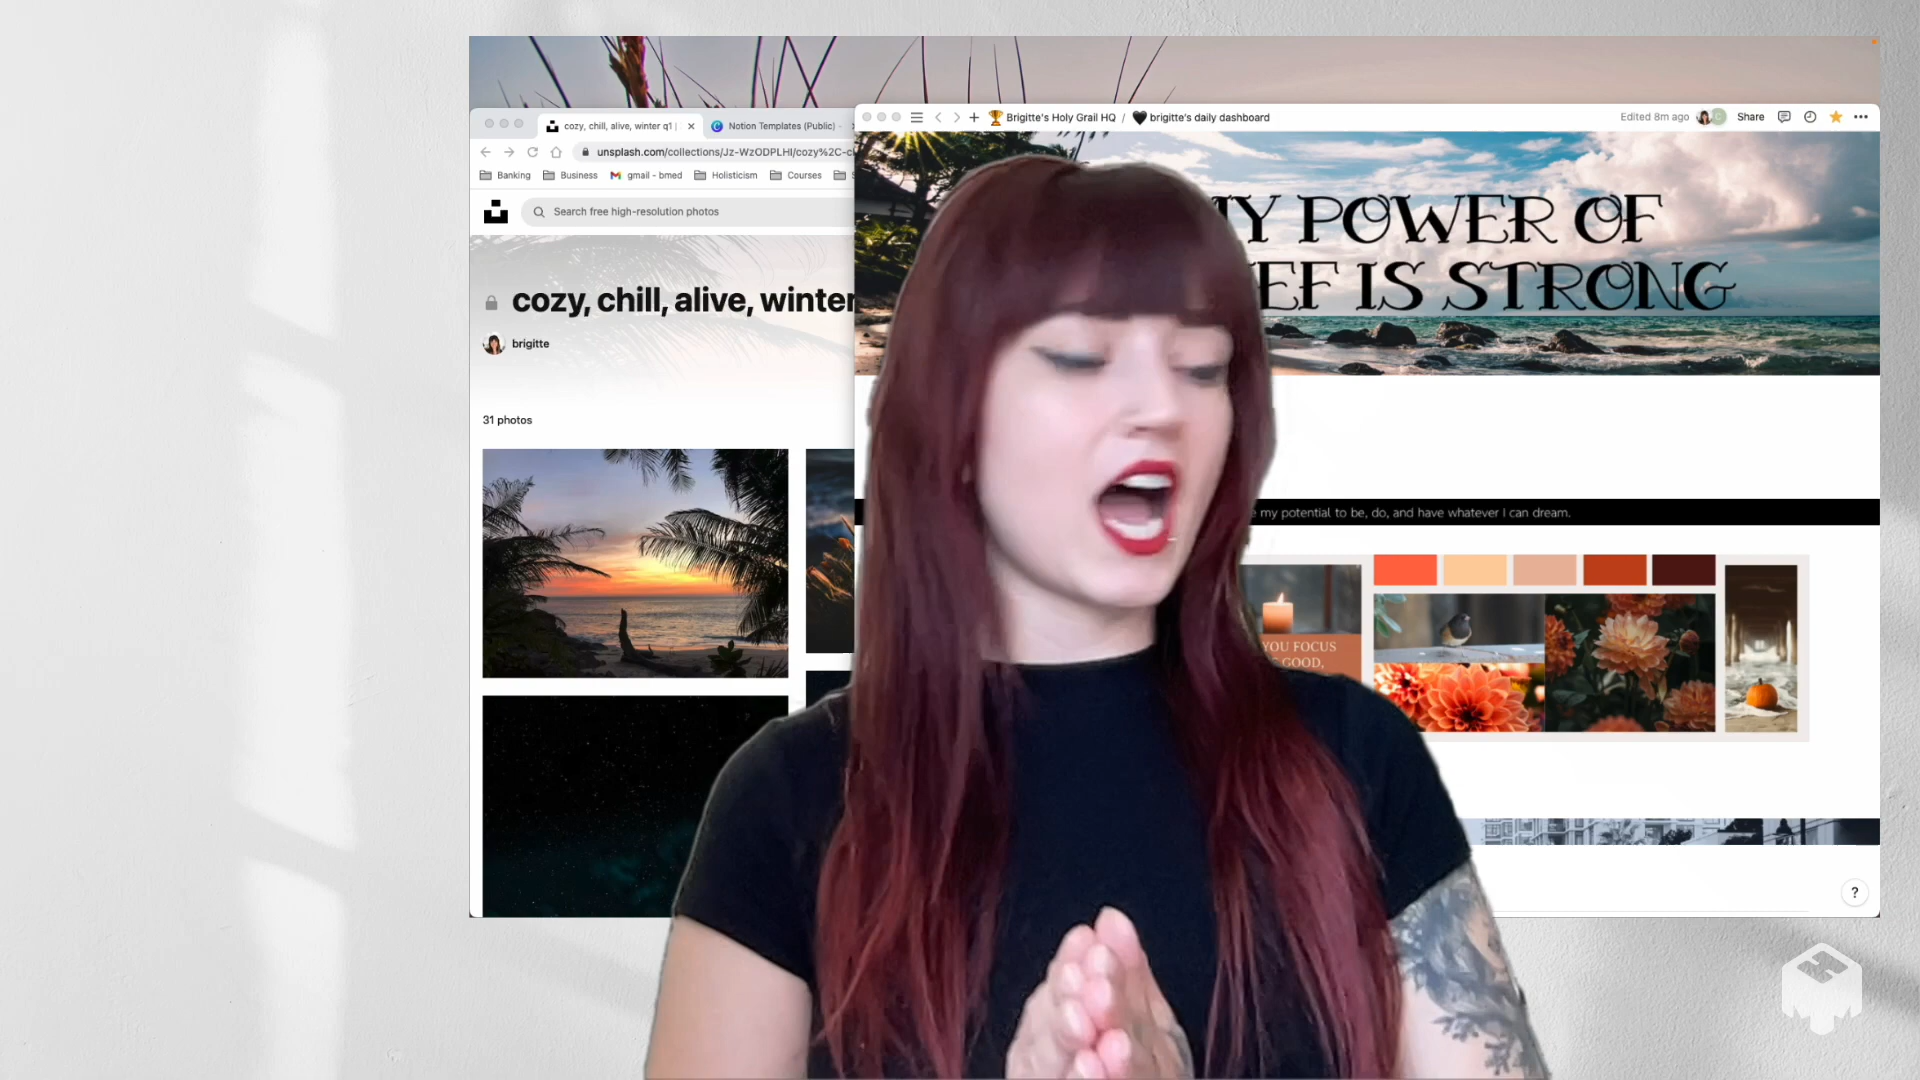 cozy, chill, alive, winter q1 |
Notion Templates (Public) -
unsplash.com/collections/Jz-WzODPLHI/cozy%2C-c
Banking
Business
gmail - bmed
Holisticism
Courses
Search free high-resolution photos
cozy, chill, alive, winter
brigitte
31 photos
Brigitte's Holy Grail HQ / brigitte's daily dashboard
Edited 8m ago
Share
MY POWER OF
EF IS STRONG
e my potential to be, do, and have whatever I can dream.
YOU FOCUS
GOOD,
?